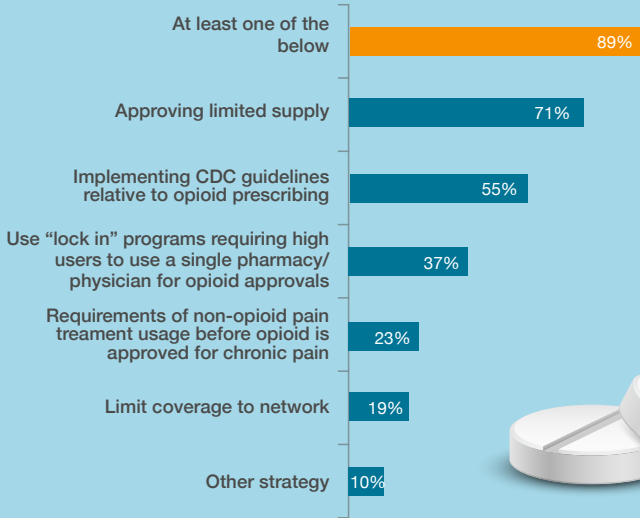 At least one of the
below
89%
Approving limited supply
71%
Implementing CDC guidelines
relative to opioid prescribing
55%
Use “lock in” programs requiring high
users to use a single pharmacy/
physician for opioid approvals
37%
Requirements of non-opioid pain
treament usage before opioid is
approved for chronic pain
23%
Limit coverage to network
19%
Other strategy
10%